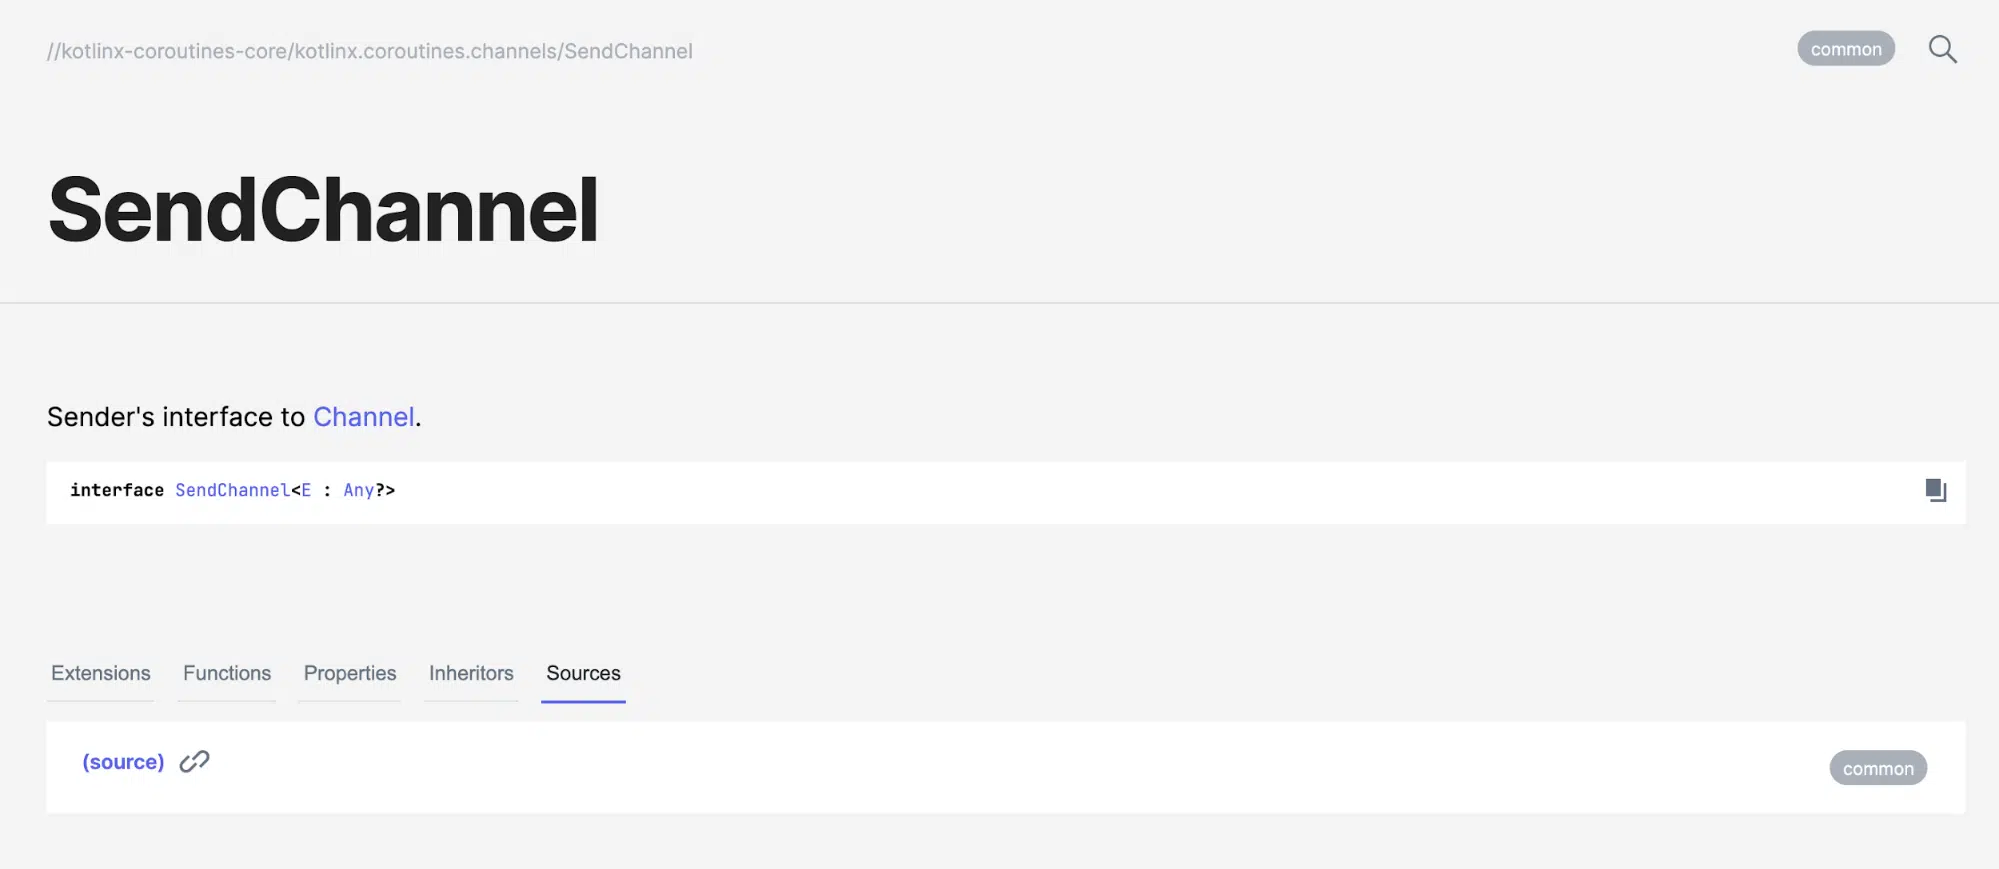 //kotlinx-coroutines-core/kotlinx.coroutines.channels/SendChannel
common
SendChannel
Sender's interface to Channel.
interface SendChannel<E : Any?>
Extensions Functions Properties Inheritors Sources
(source)
common